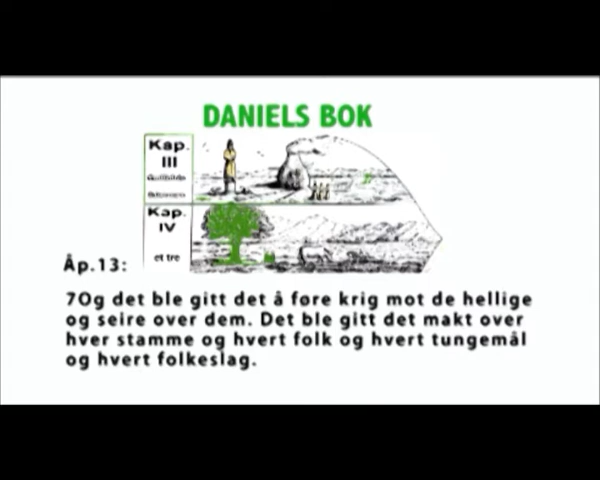 DANIELS BOK
Kap.
III
Kap.
IV
et tre
Åp.13:
7Og det ble gitt det å føre krig mot de hellige
og seire over dem. Det ble gitt det makt over
hver stamme og hvert folk og hvert tungemål
og hvert folkeslag.